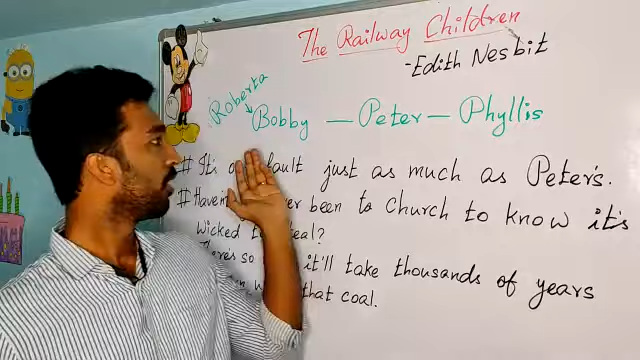 The Railway Children
-Edith Nesbit
Roberta
Bobby — Peter — Phyllis
# It's fault just as much as Peter's.
# been to Church to know it's
wicked
so it'll take thousands of years
that coal.